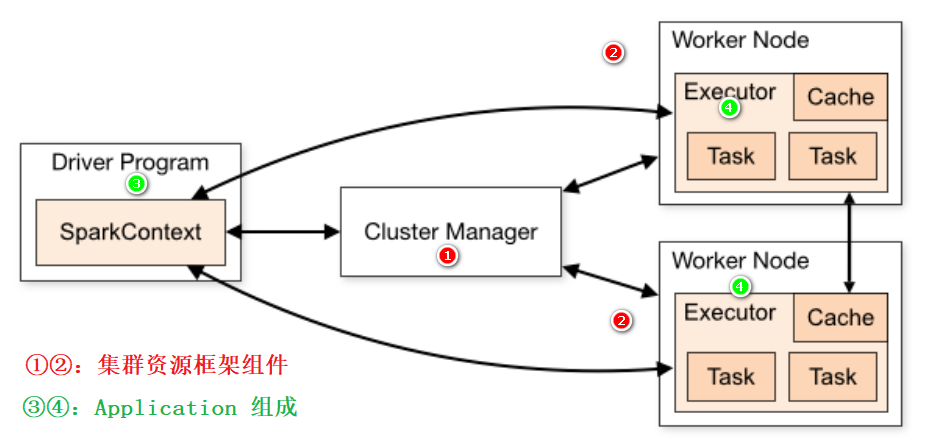 Driver Program
③
SparkContext
Cluster Manager
①
②
Worker Node
Executor
④
Cache
Task
Task
②
Worker Node
④
Executor
Cache
Task
Task
①②：集群资源框架组件
③④：Application 组成